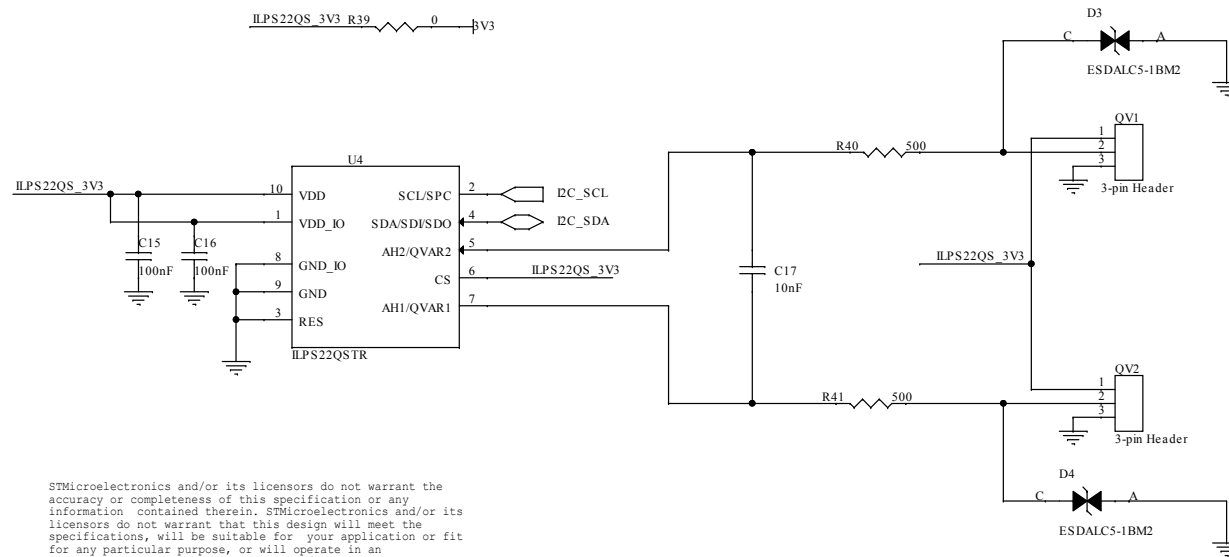 ILPS22QS_3V3 R39 0 3V3
D3
C A
ESDALC5-1BM2
QV1
1
2
3
3-pin Header
R40 500
U4
ILPS22QS_3V3
10 VDD
1 VDD_IO
8 GND_IO
9 GND
3 RES
SCL/SPC 2 I2C_SCL
SDA/SDI/SDO 4 I2C_SDA
AH2/QVAR2 5
CS 6 ILPS22QS_3V3
AH1/QVAR1 7
ILPS22QSTR
C15
100nF
C16
100nF
C17
10nF
ILPS22QS_3V3
R41 500
QV2
1
2
3
3-pin Header
D4
C A
ESDALC5-1BM2
STMicroelectronics and/or its licensors do not warrant the
accuracy or completeness of this specification or any
information contained therein. STMicroelectronics and/or its
licensors do not warrant that this design will meet the
specifications, will be suitable for your application or fit
for any particular purpose, or will operate in an